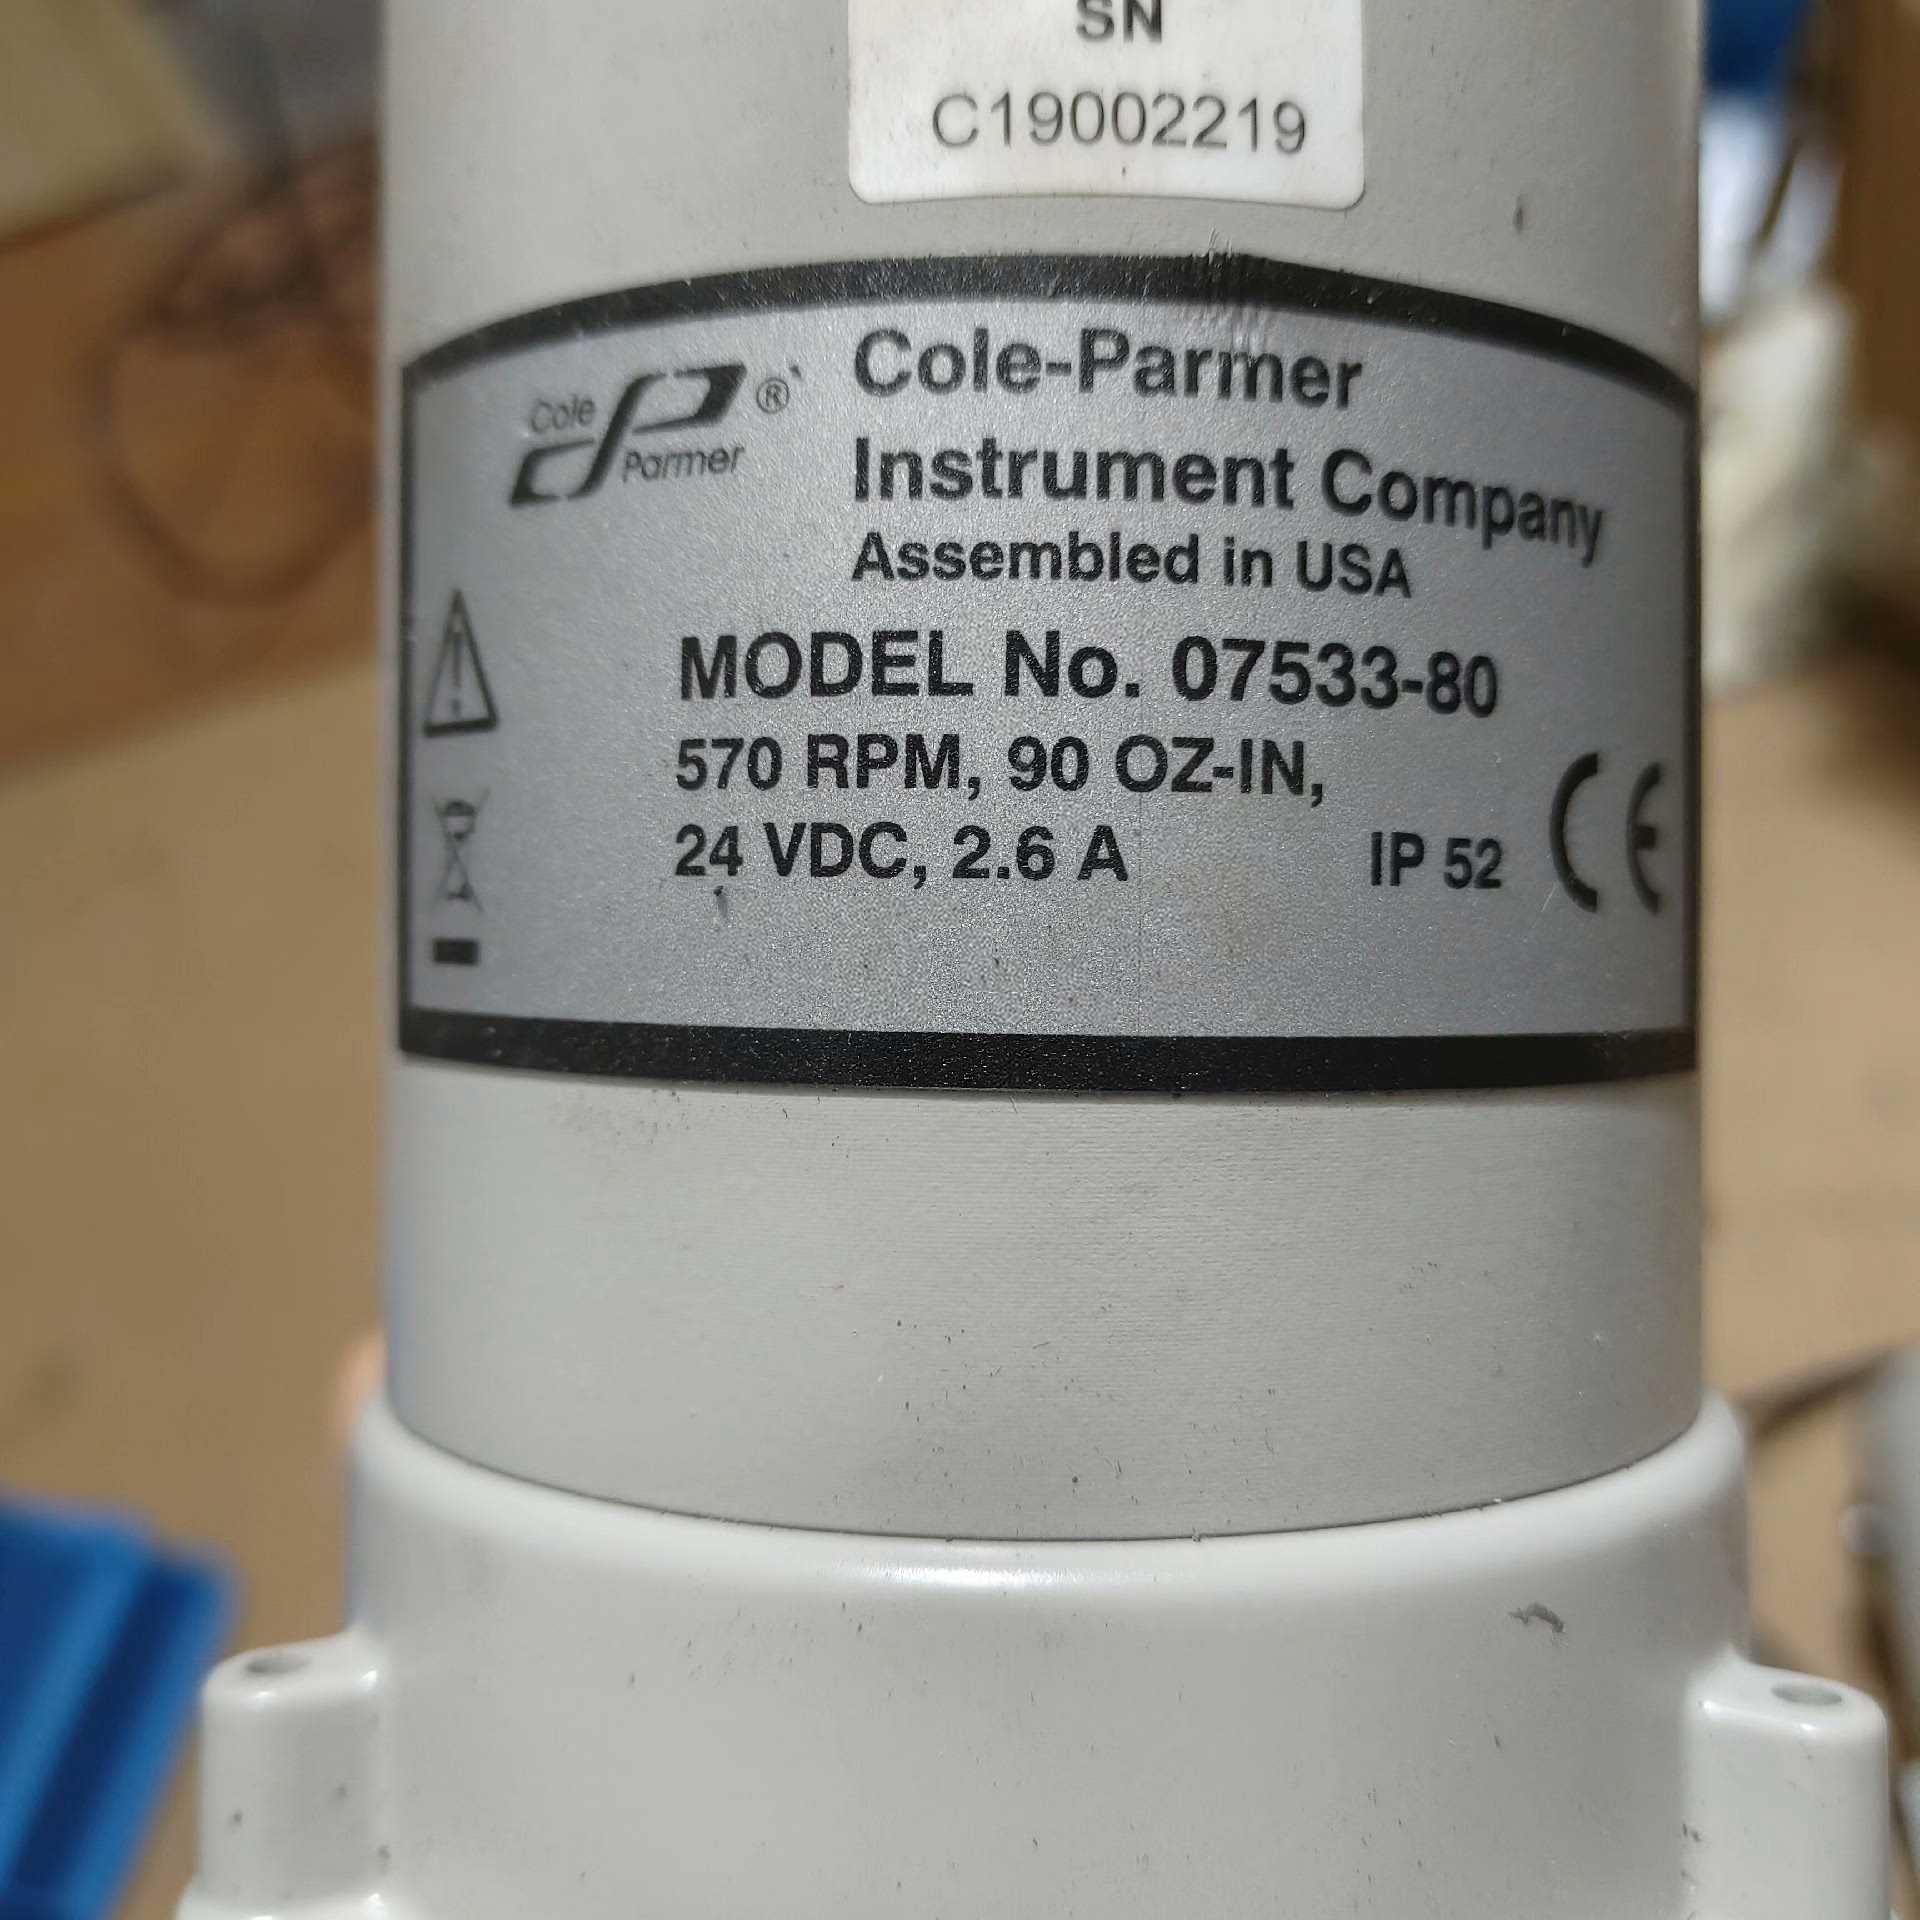 SN
C19002219
Cole
Parmer
®
Cole-Parmer
Instrument Company
Assembled in USA
MODEL No. 07533-80
570 RPM, 90 OZ-IN,
24 VDC, 2.6 A
IP 52
CE